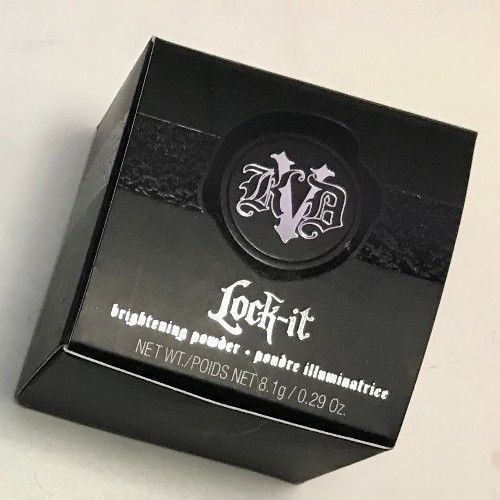 KVD
Lock-it
brightening powder • poudre illuminatrice
NET WT./POIDS NET 8.1g / 0.29 Oz.